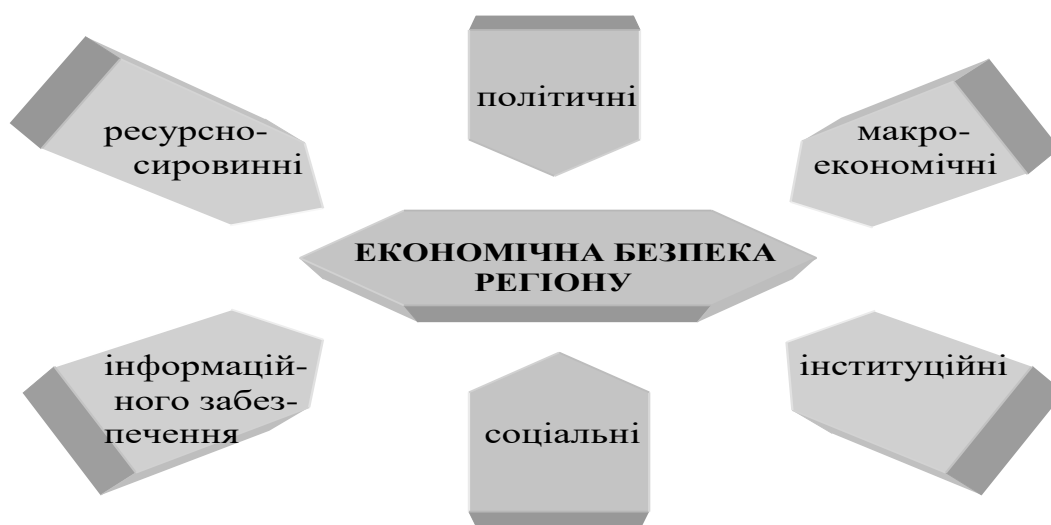 політичні
ресурсно-
сировинні
макро-
економічні
ЕКОНОМІЧНА БЕЗПЕКА
РЕГІОНУ
інформацій-
ного забез-
печення
соціальні
інституційні